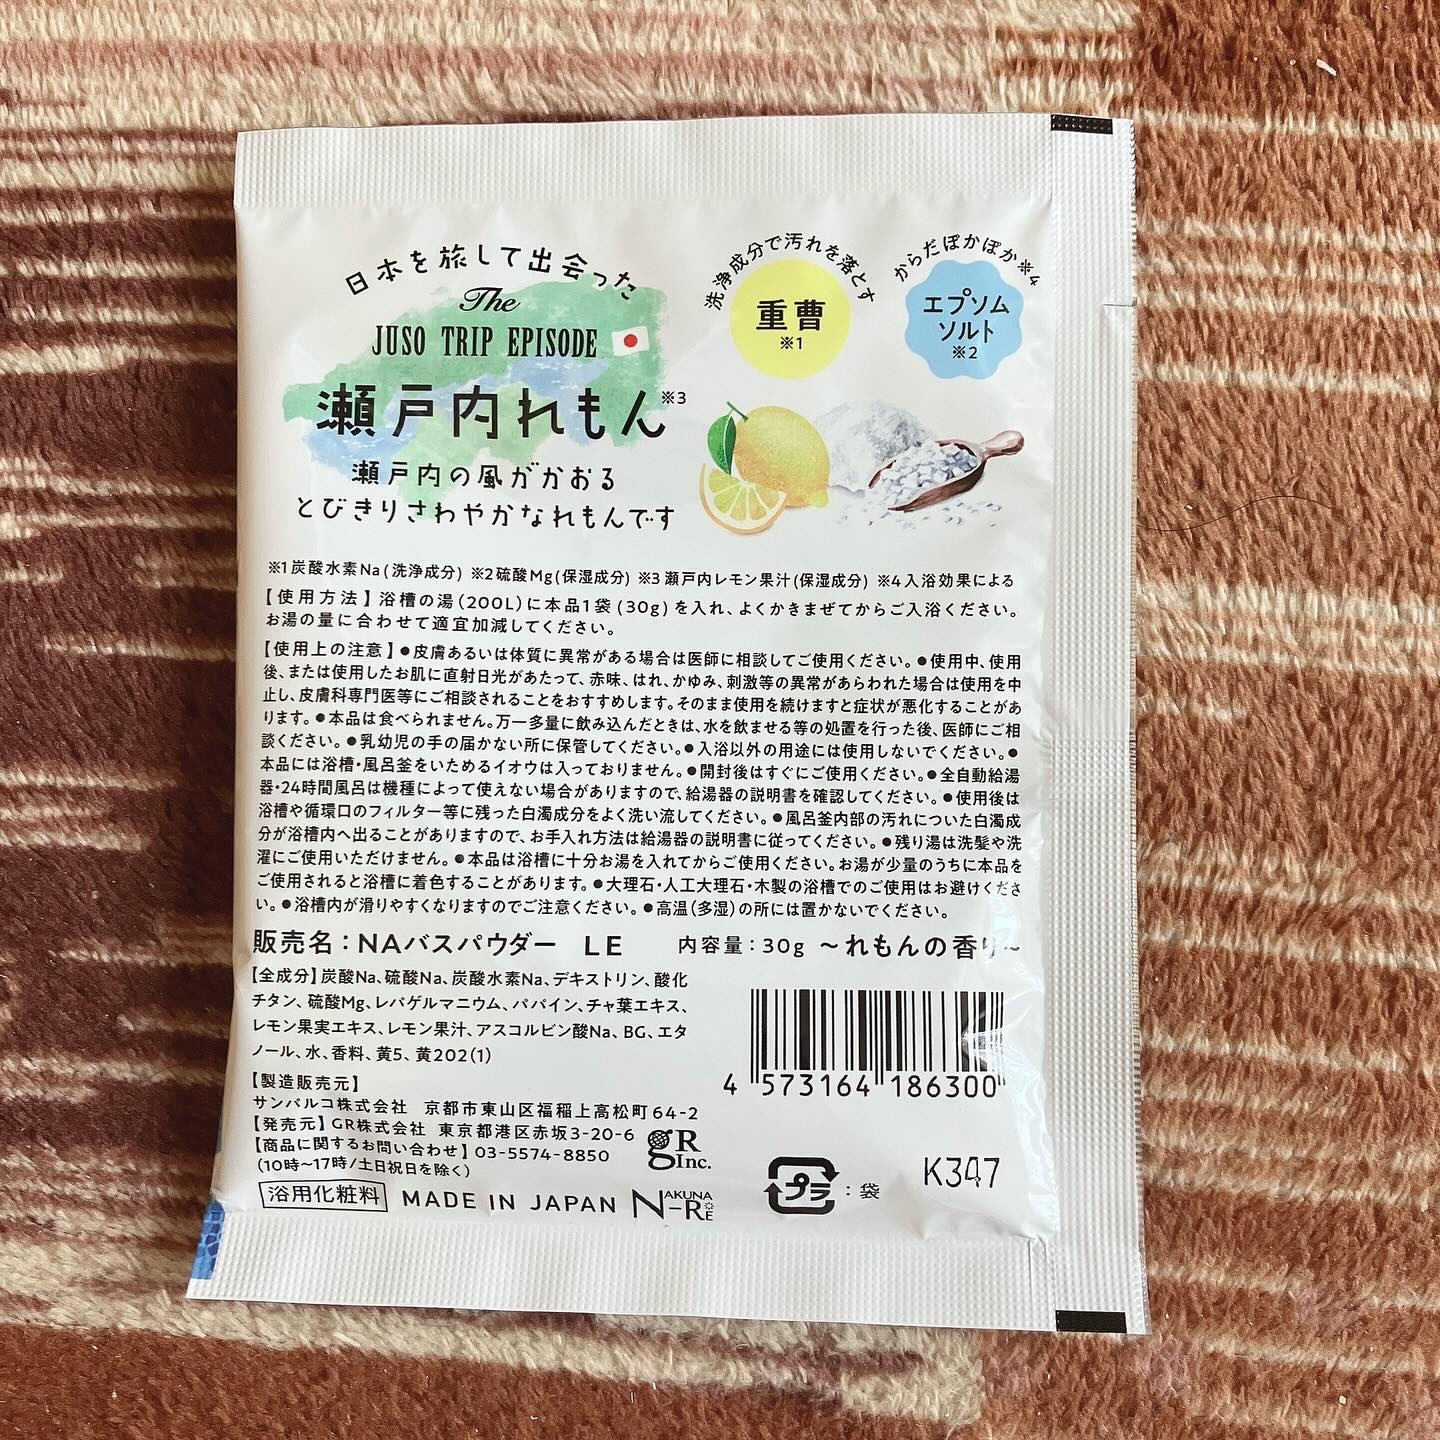 日本を旅して出会った
The
JUSO TRIP EPISODE
瀬戸内れもん※3
瀬戸内の風がかおる
とびきりさわやかなれもんです
洗浄成分で汚れを落とす
重曹
※1
からだぽかぽか※4
エプソム
ソルト
※2
※1炭酸水素Na(洗浄成分) ※2硫酸Mg(保湿成分) ※3瀬戸内レモン果汁(保湿成分) ※4入浴効果による
【使用方法】浴槽の湯(200L)に本品1袋(30g)を入れ、よくかきまぜてからご入浴ください。
お湯の量に合わせて適宜加減してください。
【使用上の注意】●皮膚あるいは体質に異常がある場合は医師に相談してご使用ください。●使用中、使用
後、または使用したお肌に直射日光があたって、赤味、はれ、かゆみ、刺激等の異常があらわれた場合は使用を中
止し、皮膚科専門医等にご相談されることをおすすめします。そのまま使用を続けますと症状が悪化することがあ
ります。●本品は食べられません。万一多量に飲み込んだときは、水を飲ませる等の処置を行った後、医師にご相
談ください。●乳幼児の手の届かない所に保管してください。●入浴以外の用途には使用しないでください。●
本品には浴槽・風呂釜をいためるイオウは入っておりません。●開封後はすぐにご使用ください。●全自動給湯
器・24時間風呂は機種によって使えない場合がありますので、給湯器の説明書を確認してください。●使用後は
浴槽や循環口のフィルター等に残った白濁成分をよく洗い流してください。●風呂釜内部の汚れについた白濁成
分が浴槽内へ出ることがありますので、お手入れ方法は給湯器の説明書に従ってください。●残り湯は洗髪や洗
濯にご使用いただけません。●本品は浴槽に十分お湯を入れてからご使用ください。お湯が少量のうちに本品を
ご使用されると浴槽に着色することがあります。●大理石・人工大理石・木製の浴槽でのご使用はお避けくださ
い。●浴槽内が滑りやすくなりますのでご注意ください。●高温(多湿)の所には置かないでください。
販売名：NAバスパウダー LE 内容量：30g ～れもんの香り～
【全成分】炭酸Na、硫酸Na、炭酸水素Na、デキストリン、酸化
チタン、硫酸Mg、レパゲルマニウム、パパイン、チャ葉エキス、
レモン果実エキス、レモン果汁、アスコルビン酸Na、BG、エタ
ノール、水、香料、黄5、黄202(1)
4 573164 186300
【製造販売元】
サンパルコ株式会社 京都市東山区福稲上高松町64-2
【発売元】GR株式会社 東京都港区赤坂3-20-6
【商品に関するお問い合わせ】03-5574-8850
(10時～17時/土日祝日を除く)
gR
Inc.
浴用化粧料 MADE IN JAPAN NAKUNA-RE
プラ ：袋
K347